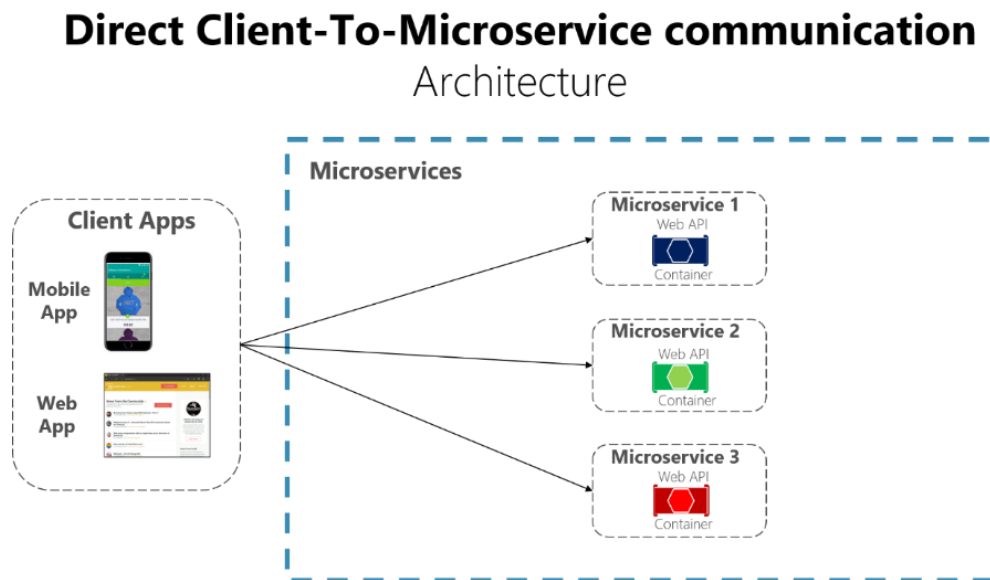 Direct Client-To-Microservice communication
Architecture
Microservices
Client Apps
Mobile
App
Web
App
Microservice 1
Web API
Container
Microservice 2
Web API
Container
Microservice 3
Web API
Container